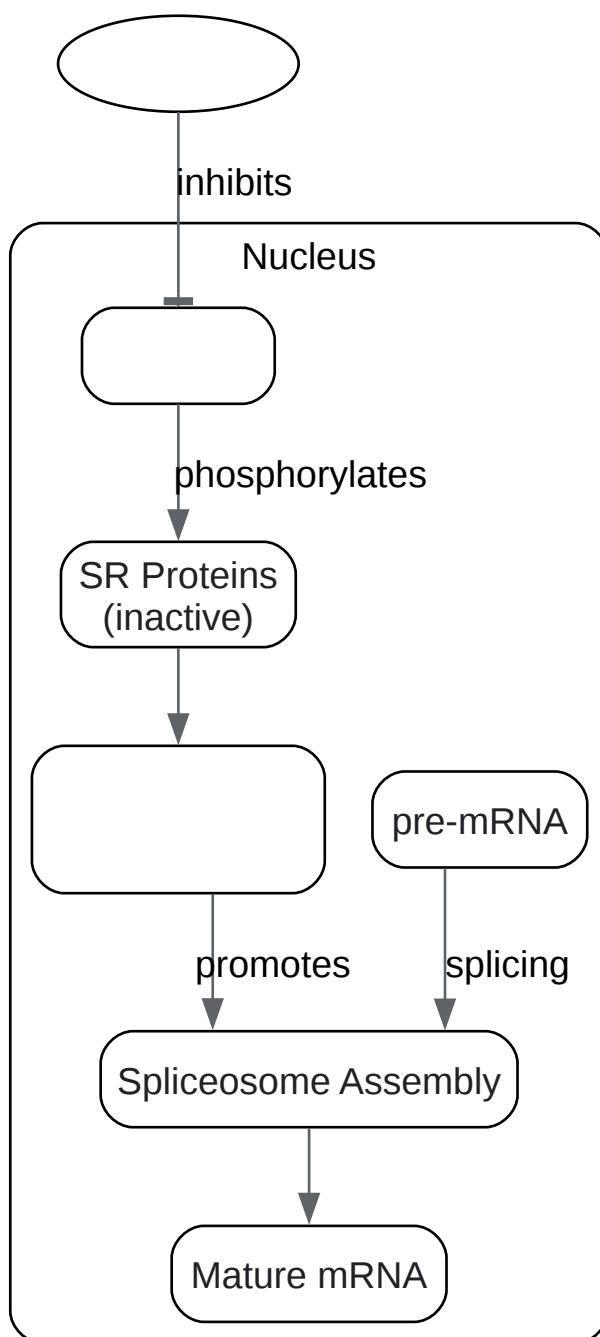 inhibits
Nucleus
phosphorylates
SR Proteins
(inactive)
pre-mRNA
promotes
splicing
Spliceosome Assembly
Mature mRNA